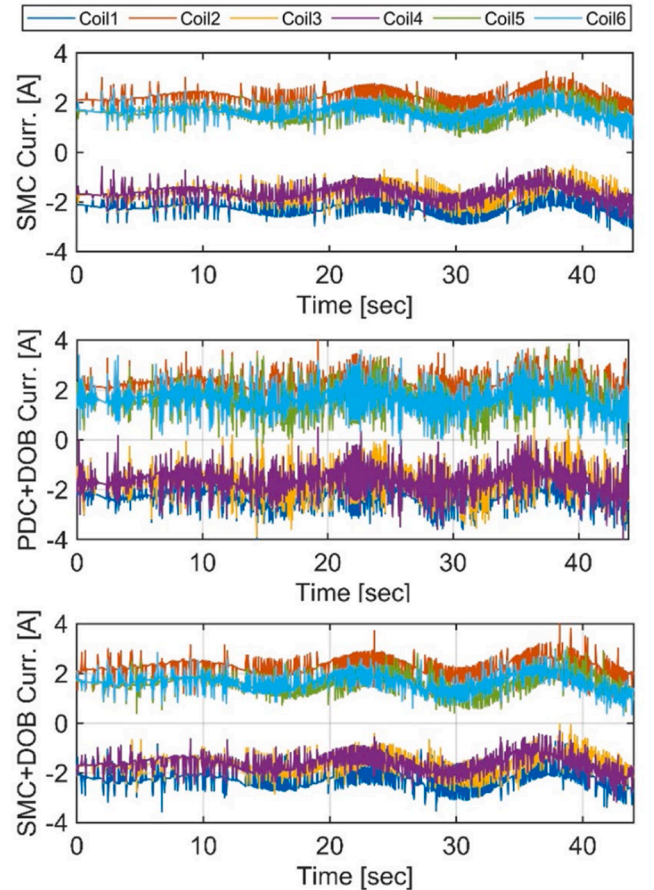 Coil1 Coil2 Coil3 Coil4 Coil5 Coil6
4
2
0
-2
-4
SMC Curr. [A]
0 10 20 30 40
Time [sec]
4
2
0
-2
-4
PDC+DOB Curr. [A]
0 10 20 30 40
Time [sec]
4
2
0
-2
-4
SMC+DOB Curr. [A]
0 10 20 30 40
Time [sec]